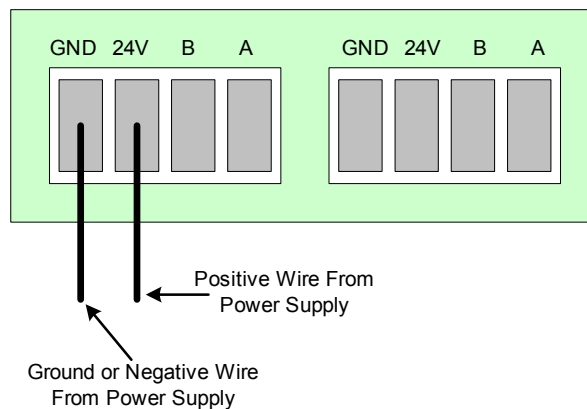 GND 24V B A GND 24V B A
Positive Wire From
Power Supply
Ground or Negative Wire
From Power Supply